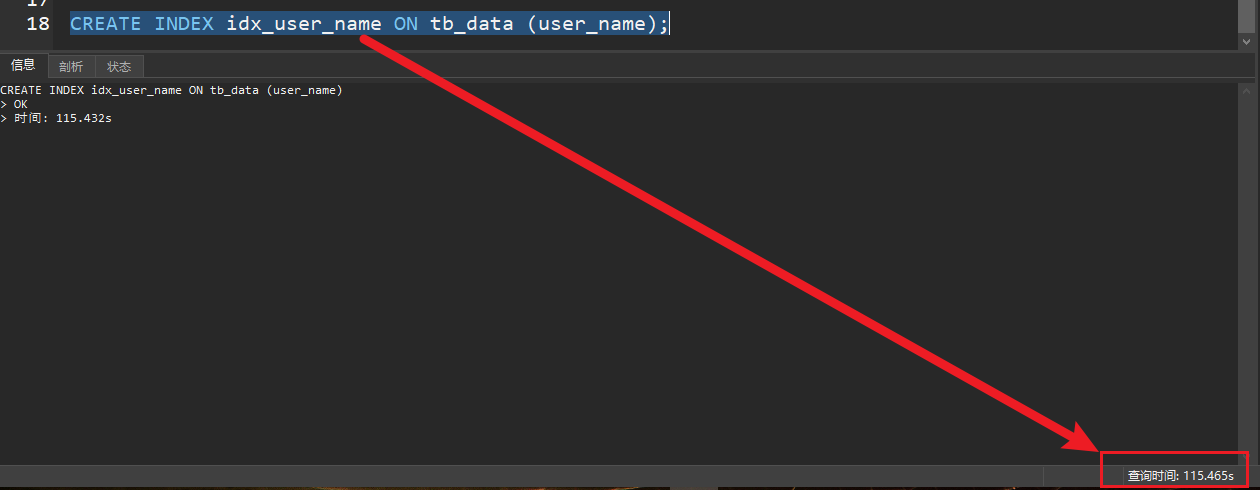 17
18 CREATE INDEX idx_user_name ON tb_data (user_name);
信息 剖析 状态
CREATE INDEX idx_user_name ON tb_data (user_name)
> OK
> 时间: 115.432s
查询时间: 115.465s